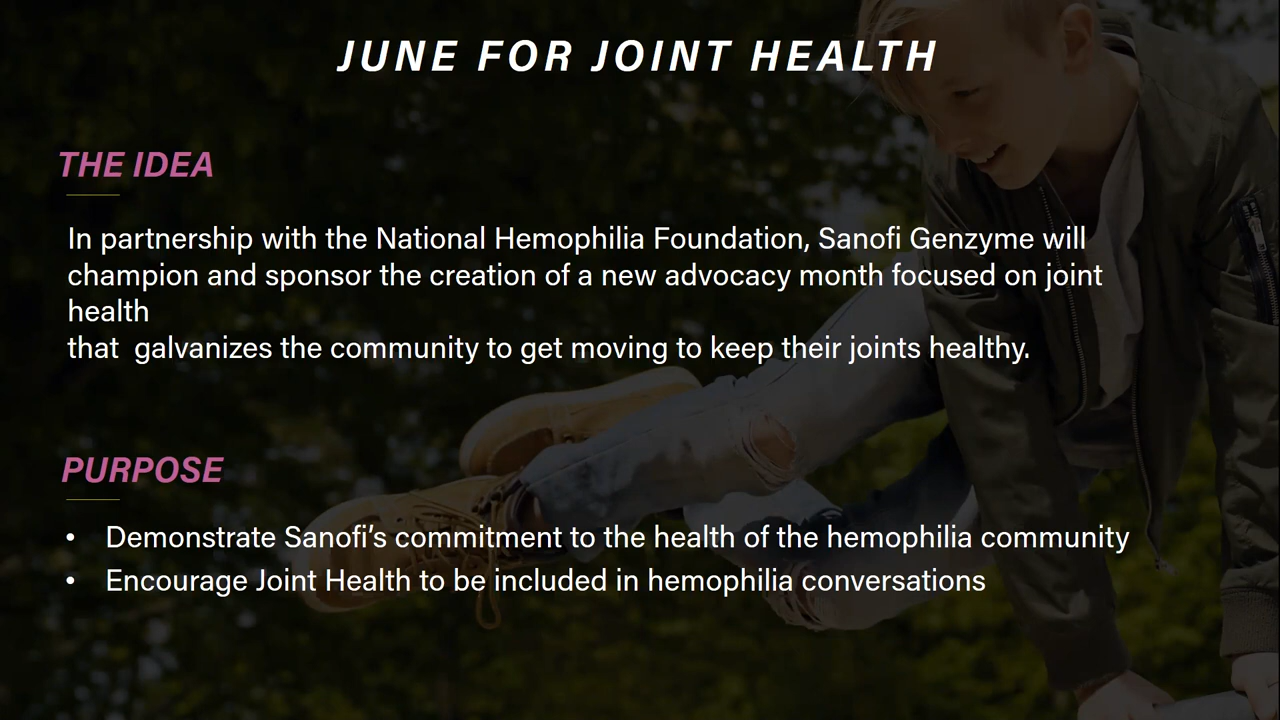 JUNE FOR JOINT HEALTH
THE IDEA
In partnership with the National Hemophilia Foundation, Sanofi Genzyme will
champion and sponsor the creation of a new advocacy month focused on joint
health
that  galvanizes the community to get moving to keep their joints healthy.
PURPOSE
• Demonstrate Sanofi’s commitment to the health of the hemophilia community
• Encourage Joint Health to be included in hemophilia conversations